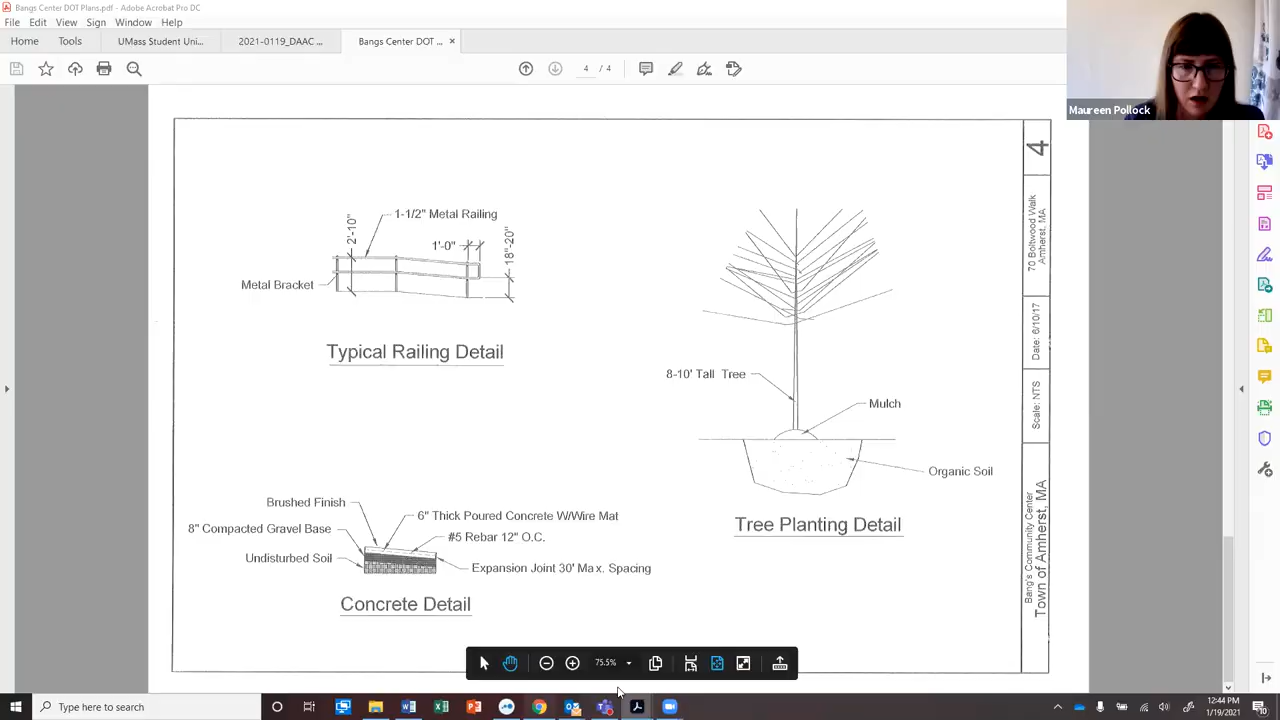 Bangs Center DOT Plans.pdf - Adobe Acrobat Pro DC
File Edit View Sign Window Help
Home Tools UMass Student Uni... 2021-0119_DAAC ... Bangs Center DOT ... ×
4 / 4
Maureen Pollock
4
70 Boltwood Walk
Amherst, MA
Date: 6/10/17
Scale: NTS
Bang's Community Center
Town of Amherst, MA
2'-10"
1-1/2" Metal Railing
1'-0"
18"-20"
Metal Bracket
Typical Railing Detail
8-10' Tall Tree
Mulch
Organic Soil
Tree Planting Detail
Brushed Finish
6" Thick Poured Concrete W/Wire Mat
8" Compacted Gravel Base
#5 Rebar 12" O.C.
Undisturbed Soil
Expansion Joint 30' Max. Spacing
Concrete Detail
75.5%
Type here to search
12:44 PM
1/19/2021